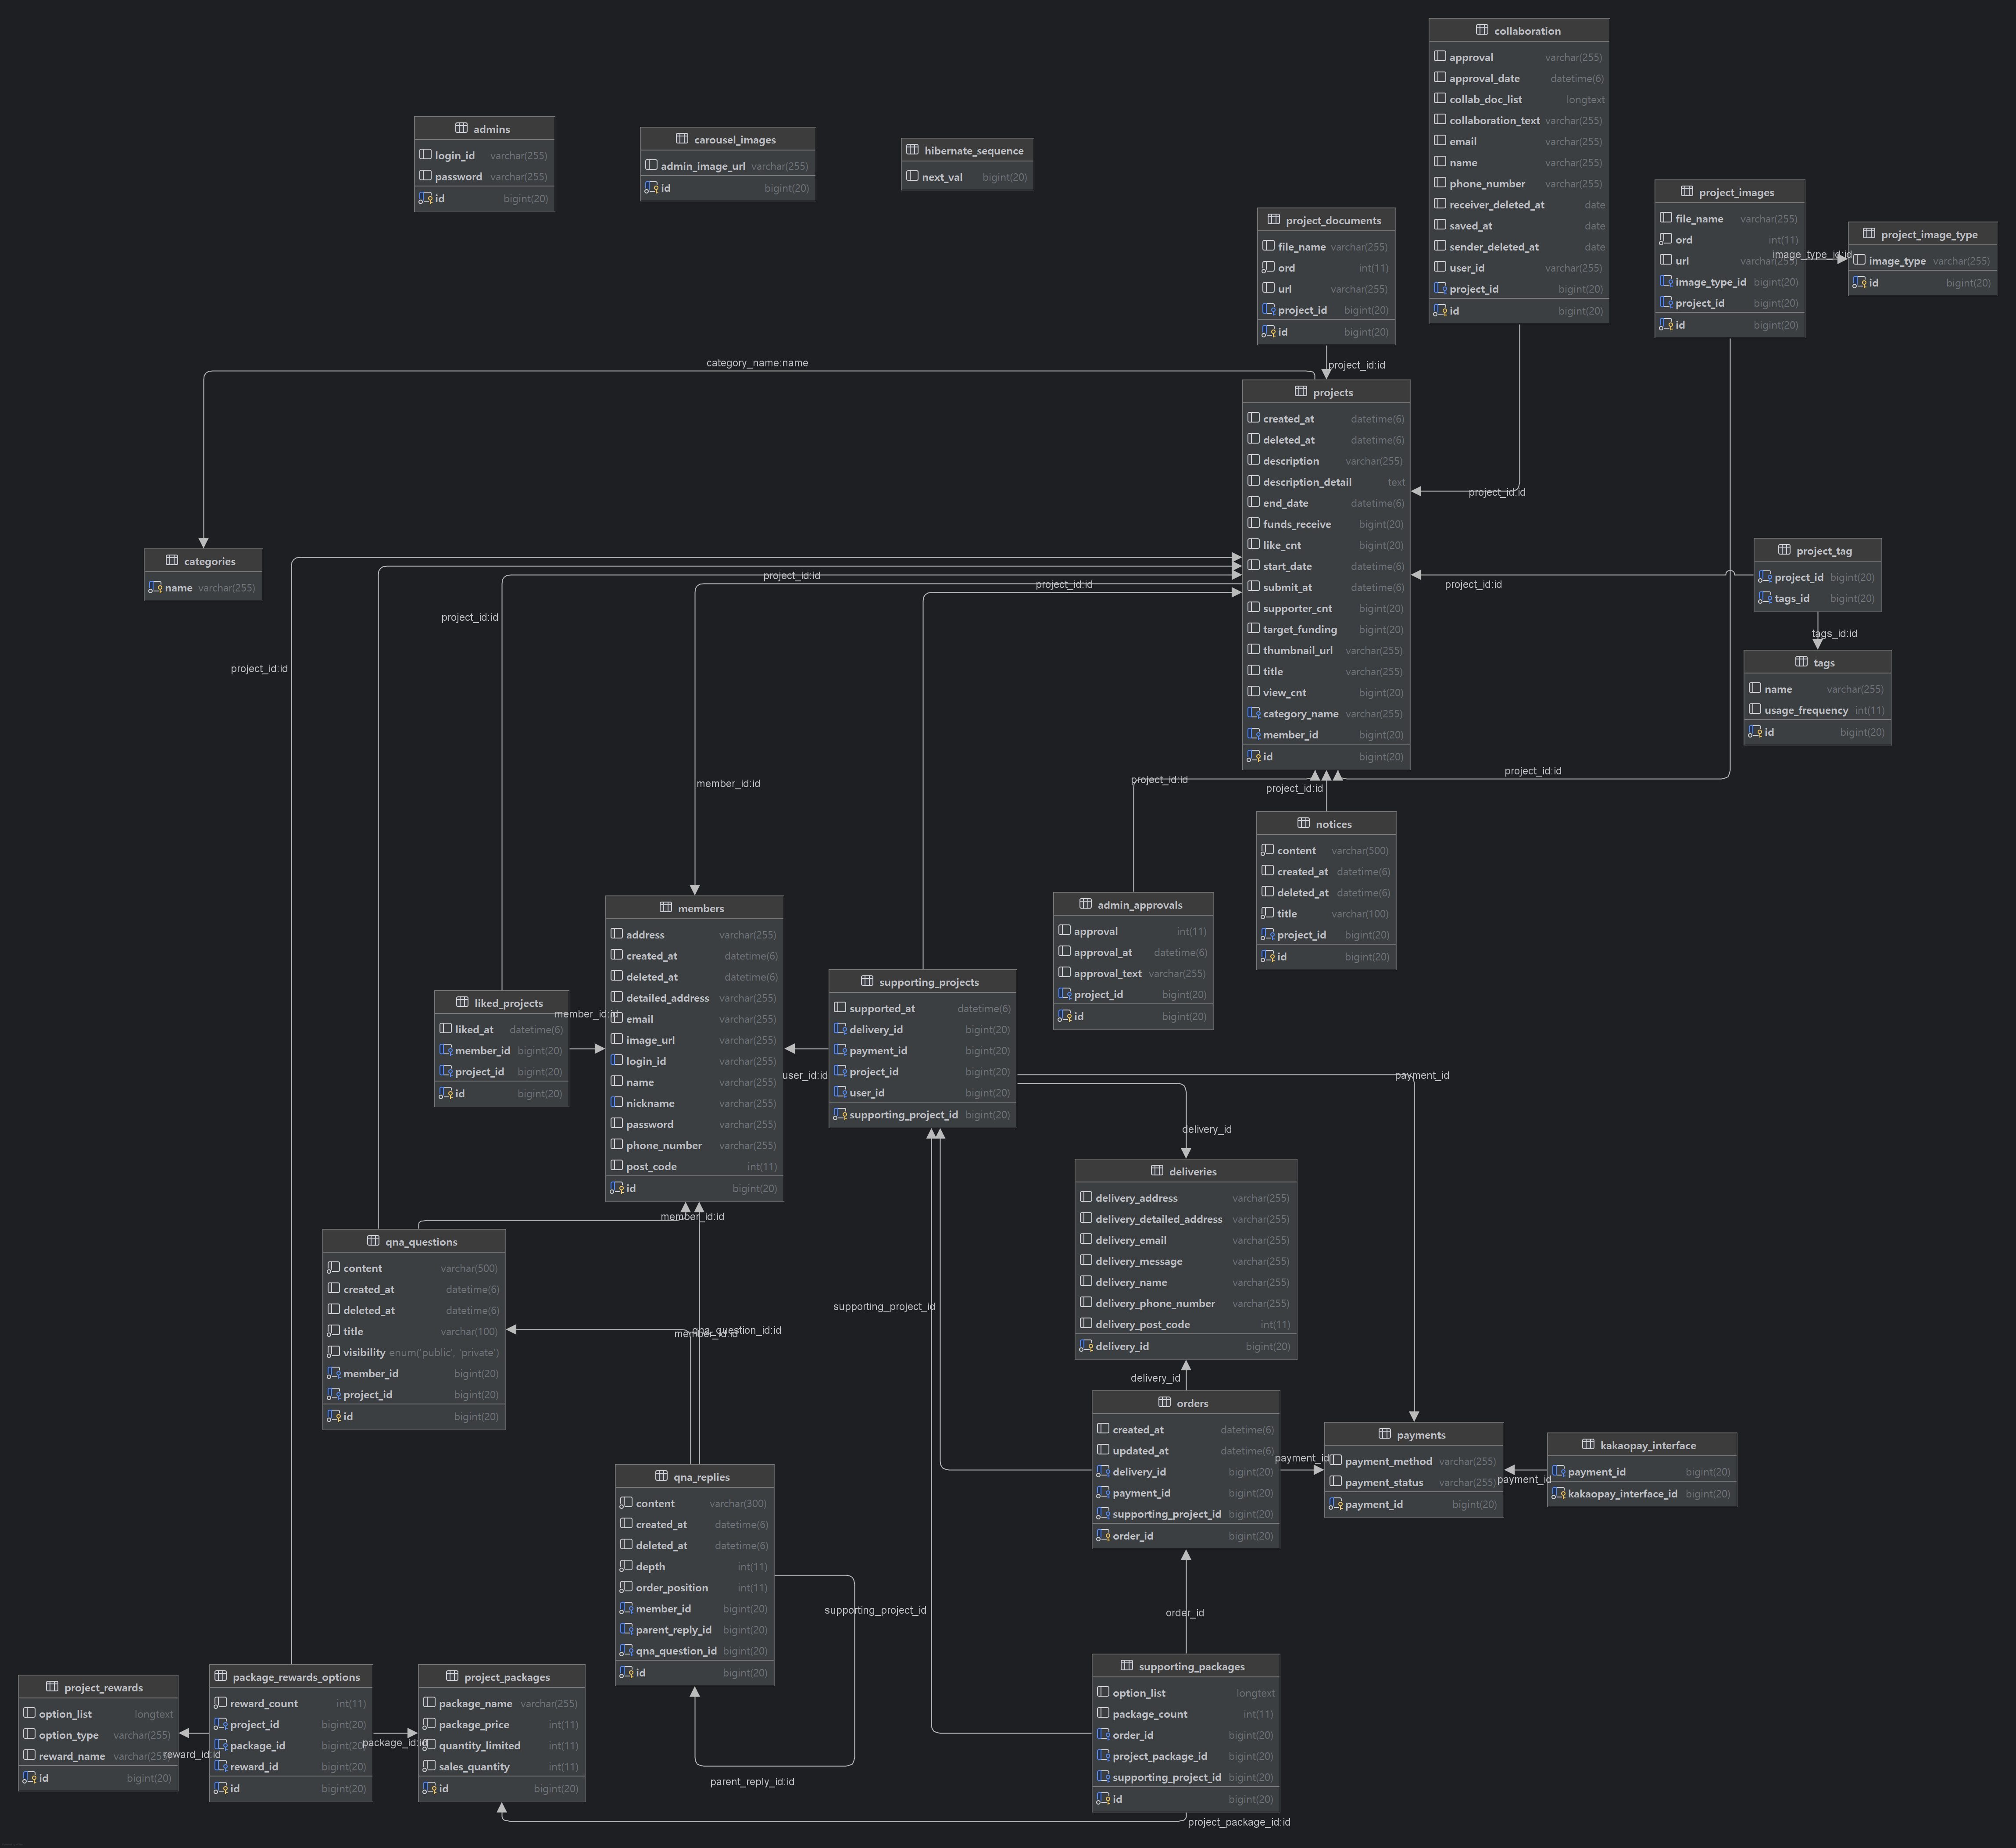 collaboration
approval varchar(255)
approval_date datetime(6)
collab_doc_list longtext
collaboration_text varchar(255)
email varchar(255)
name varchar(255)
phone_number varchar(255)
receiver_deleted_at date
saved_at date
sender_deleted_at date
user_id varchar(255)
project_id bigint(20)
id bigint(20)
admins
login_id varchar(255)
password varchar(255)
id bigint(20)
carousel_images
admin_image_url varchar(255)
id bigint(20)
hibernate_sequence
next_val bigint(20)
project_documents
file_name varchar(255)
ord int(11)
url varchar(255)
project_id bigint(20)
id bigint(20)
project_images
file_name varchar(255)
ord int(11)
url varchar(255)
image_type_id bigint(20)
project_id bigint(20)
id bigint(20)
image_type_id:id
project_image_type
image_type varchar(255)
id bigint(20)
category_name:name
project_id:id
projects
created_at datetime(6)
deleted_at datetime(6)
description varchar(255)
description_detail text
end_date datetime(6)
funds_receive bigint(20)
like_cnt bigint(20)
start_date datetime(6)
submit_at datetime(6)
supporter_cnt bigint(20)
target_funding bigint(20)
thumbnail_url varchar(255)
title varchar(255)
view_cnt bigint(20)
category_name varchar(255)
member_id bigint(20)
id bigint(20)
project_id:id
categories
name varchar(255)
project_id:id
project_id:id
project_id:id
project_id:id
project_id:id
project_tag
project_id bigint(20)
tags_id bigint(20)
tags_id:id
tags
name varchar(255)
usage_frequency int(11)
id bigint(20)
member_id:id
project_id:id
project_id:id
project_id:id
notices
content varchar(500)
created_at datetime(6)
deleted_at datetime(6)
title varchar(100)
project_id bigint(20)
id bigint(20)
admin_approvals
approval int(11)
approval_at datetime(6)
approval_text varchar(255)
project_id bigint(20)
id bigint(20)
members
address varchar(255)
created_at datetime(6)
deleted_at datetime(6)
detailed_address varchar(255)
email varchar(255)
image_url varchar(255)
login_id varchar(255)
name varchar(255)
nickname varchar(255)
password varchar(255)
phone_number varchar(255)
post_code int(11)
id bigint(20)
liked_projects
liked_at datetime(6)
member_id bigint(20)
project_id bigint(20)
id bigint(20)
member_id:id
supporting_projects
supported_at datetime(6)
delivery_id bigint(20)
payment_id bigint(20)
project_id bigint(20)
user_id bigint(20)
supporting_project_id bigint(20)
user_id:id
payment_id
delivery_id
deliveries
delivery_address varchar(255)
delivery_detailed_address varchar(255)
delivery_email varchar(255)
delivery_message varchar(255)
delivery_name varchar(255)
delivery_phone_number varchar(255)
delivery_post_code int(11)
delivery_id bigint(20)
member_id:id
qna_questions
content varchar(500)
created_at datetime(6)
deleted_at datetime(6)
title varchar(100)
visibility enum('public', 'private')
member_id bigint(20)
project_id bigint(20)
id bigint(20)
qna_question_id:id
member_id:id
supporting_project_id
delivery_id
orders
created_at datetime(6)
updated_at datetime(6)
delivery_id bigint(20)
payment_id bigint(20)
supporting_project_id bigint(20)
order_id bigint(20)
payment_id
payments
payment_method varchar(255)
payment_status varchar(255)
payment_id bigint(20)
payment_id
kakaopay_interface
payment_id bigint(20)
kakaopay_interface_id bigint(20)
qna_replies
content varchar(300)
created_at datetime(6)
deleted_at datetime(6)
depth int(11)
order_position int(11)
member_id bigint(20)
parent_reply_id bigint(20)
qna_question_id bigint(20)
id bigint(20)
supporting_project_id
order_id
parent_reply_id:id
project_rewards
option_list longtext
option_type varchar(255)
reward_name varchar(255)
id bigint(20)
reward_id:id
package_rewards_options
reward_count int(11)
project_id bigint(20)
package_id bigint(20)
reward_id bigint(20)
id bigint(20)
package_id:id
project_packages
package_name varchar(255)
package_price int(11)
quantity_limited int(11)
sales_quantity int(11)
id bigint(20)
supporting_packages
option_list longtext
package_count int(11)
order_id bigint(20)
project_package_id bigint(20)
supporting_project_id bigint(20)
id bigint(20)
project_package_id:id